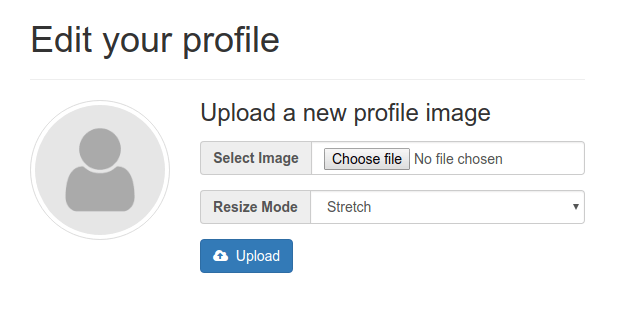 Edit your profile
Upload a new profile image
Select Image Choose file No file chosen
Resize Mode Stretch
Upload